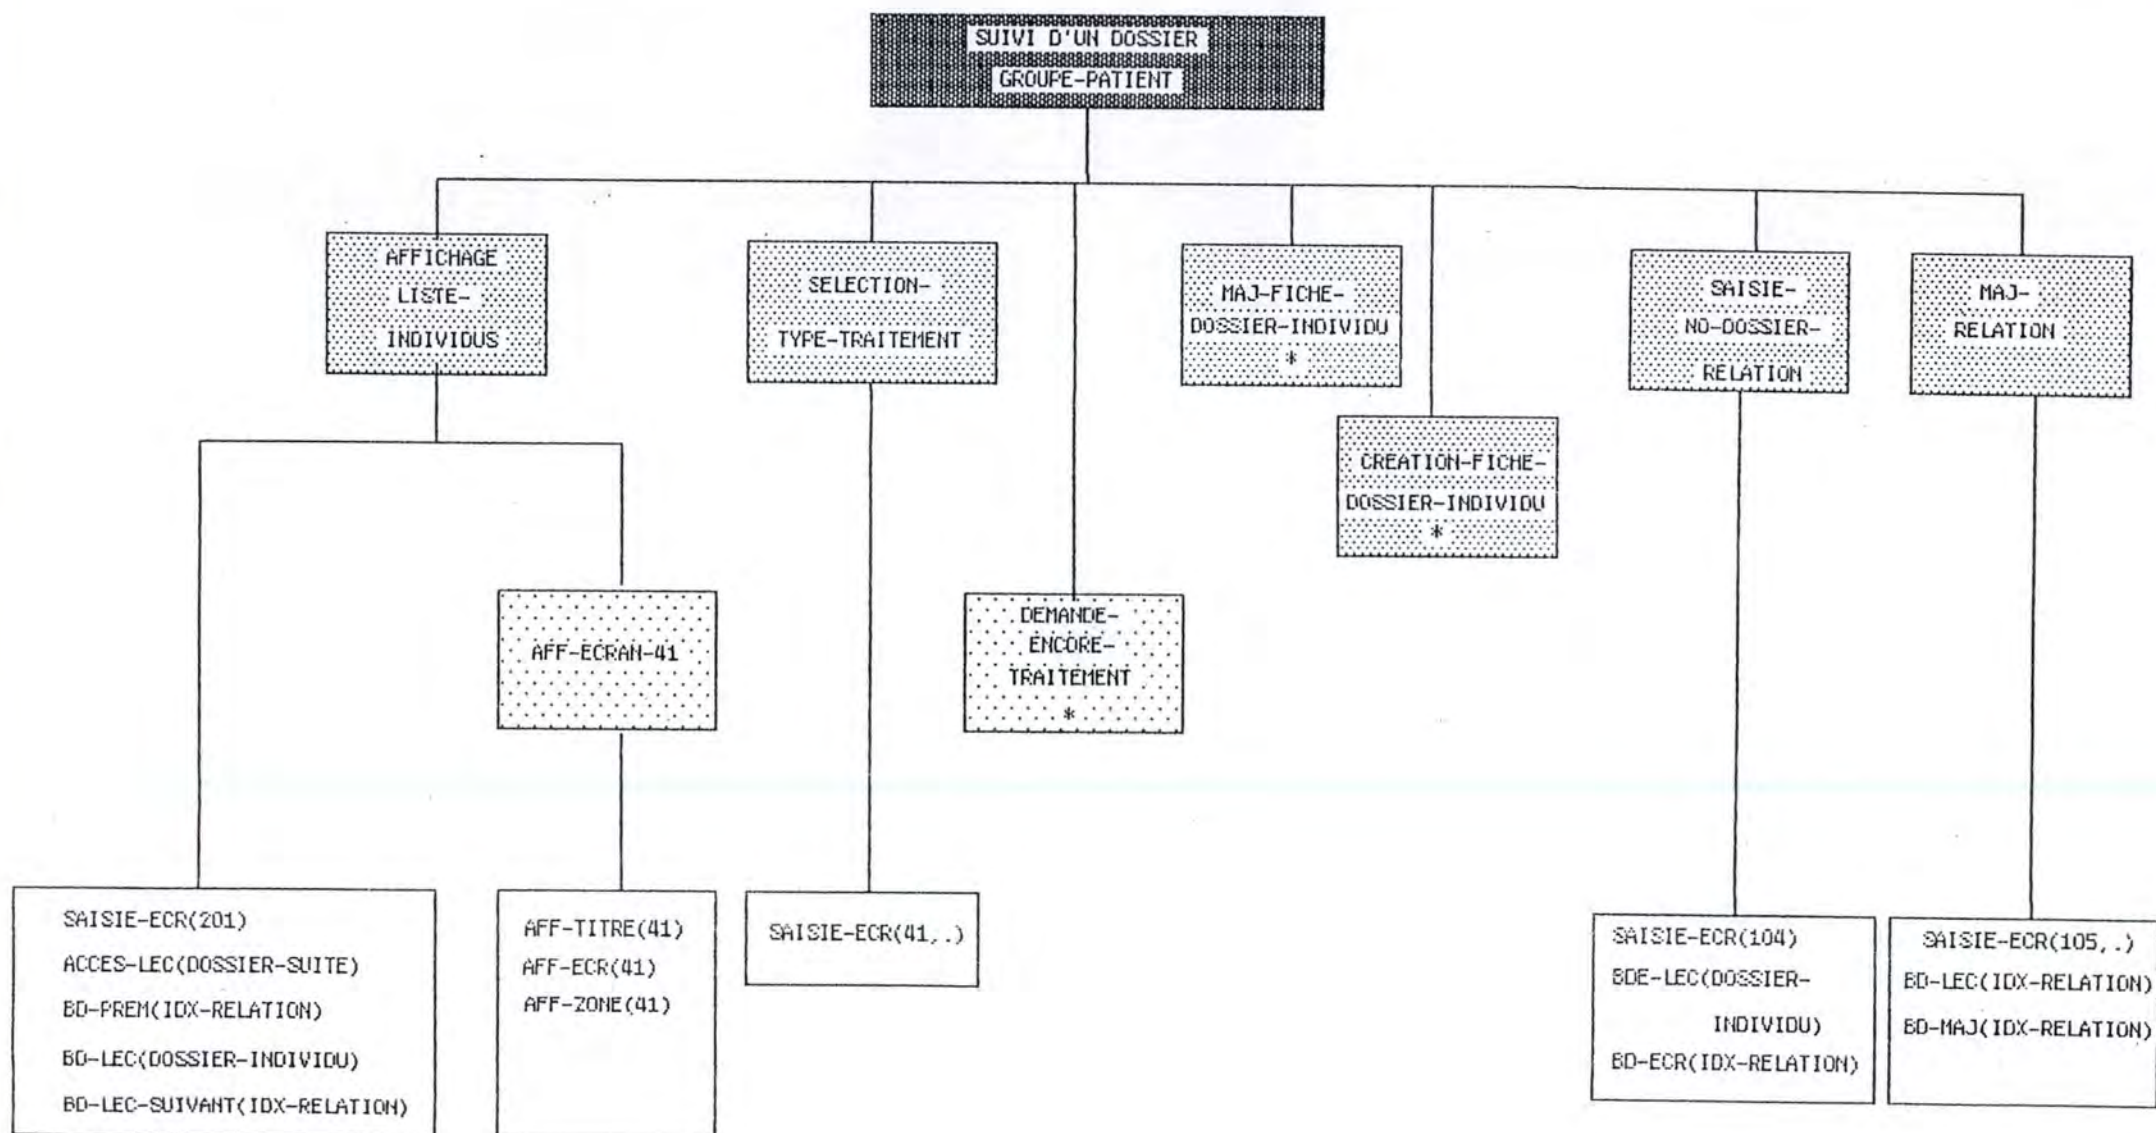 SUIVI D'UN DOSSIER
GROUPE-PATIENT
AFFICHAGE
LISTE-
INDIVIDUS
SELECTION-
TYPE-TRAITEMENT
MAJ-FICHE-
DOSSIER-INDIVIDU
*
CREATION-FICHE-
DOSSIER-INDIVIDU
*
SAISIE-
NO-DOSSIER-
RELATION
MAJ-
RELATION
AFF-ECRAN-41
DEMANDE-
ENCORE-
TRAITEMENT
*
SAISIE-ECR(201)
ACCES-LEC(DOSSIER-SUITE)
BD-PREM(IDX-RELATION)
BD-LEC(DOSSIER-INDIVIDU)
BD-LEC-SUIVANT(IDX-RELATION)
AFF-TITRE(41)
AFF-ECR(41)
AFF-ZONE(41)
SAISIE-ECR(41,.)
SAISIE-ECR(104)
BDE-LEC(DOSSIER-
INDIVIDU)
BD-ECR(IDX-RELATION)
SAISIE-ECR(105,.)
BD-LEC(IDX-RELATION)
BD-MAJ(IDX-RELATION)